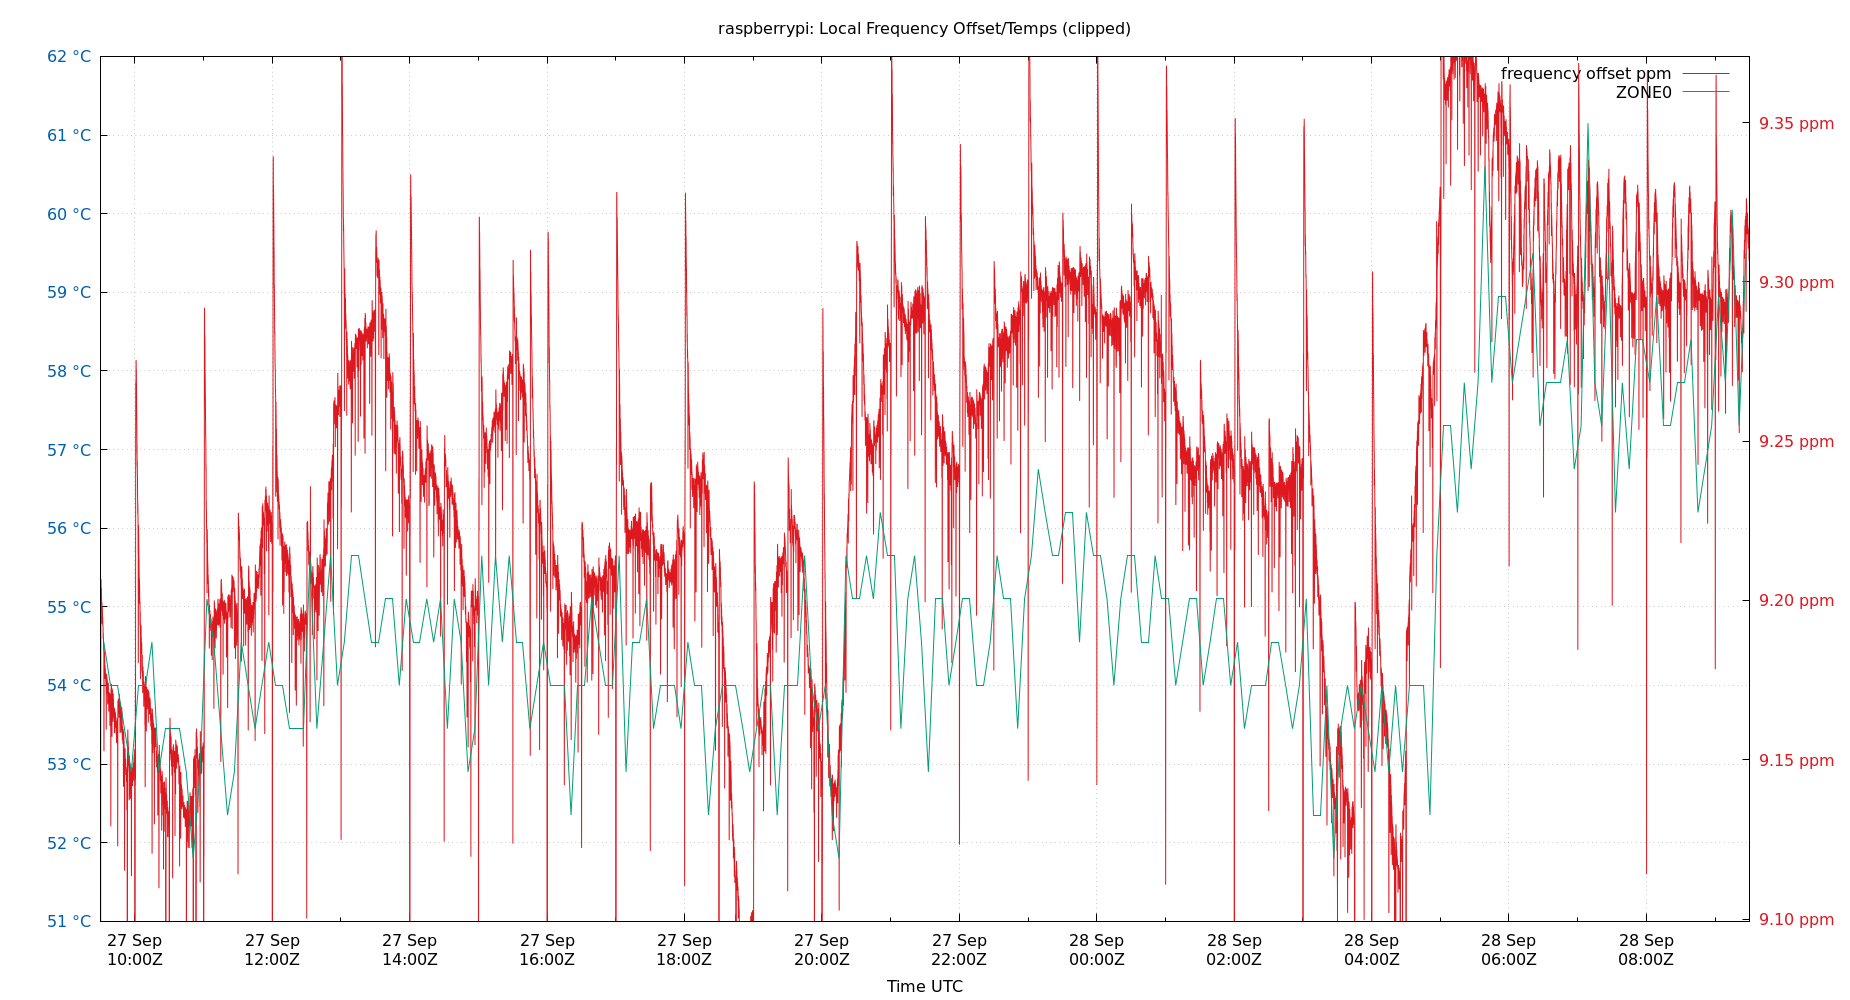 raspberrypi: Local Frequency Offset/Temps (clipped)
62 °C
61 °C
60 °C
59 °C
58 °C
57 °C
56 °C
55 °C
54 °C
53 °C
52 °C
51 °C
frequency offset ppm
ZONE0
9.35 ppm
9.30 ppm
9.25 ppm
9.20 ppm
9.15 ppm
9.10 ppm
27 Sep 27 Sep 27 Sep 27 Sep 27 Sep 27 Sep 27 Sep 28 Sep 28 Sep 28 Sep 28 Sep 28 Sep
10:00Z 12:00Z 14:00Z 16:00Z 18:00Z 20:00Z 22:00Z 00:00Z 02:00Z 04:00Z 06:00Z 08:00Z
Time UTC